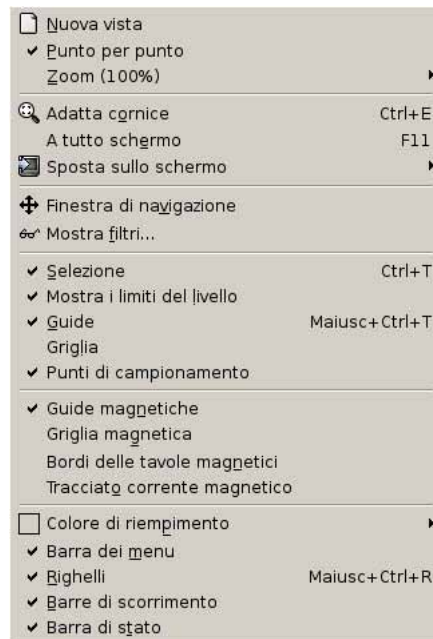 Nuova vista
Punto per punto
Zoom (100%)
Adatta cornice Ctrl+E
A tutto schermo F11
Sposta sullo schermo
Finestra di navigazione
Mostra filtri...
Selezione Ctrl+T
Mostra i limiti del livello
Guide Maiusc+Ctrl+T
Griglia
Punti di campionamento
Guide magnetiche
Griglia magnetica
Bordi delle tavole magnetici
Tracciato corrente magnetico
Colore di riempimento
Barra dei menu
Righelli Maiusc+Ctrl+R
Barre di scorrimento
Barra di stato